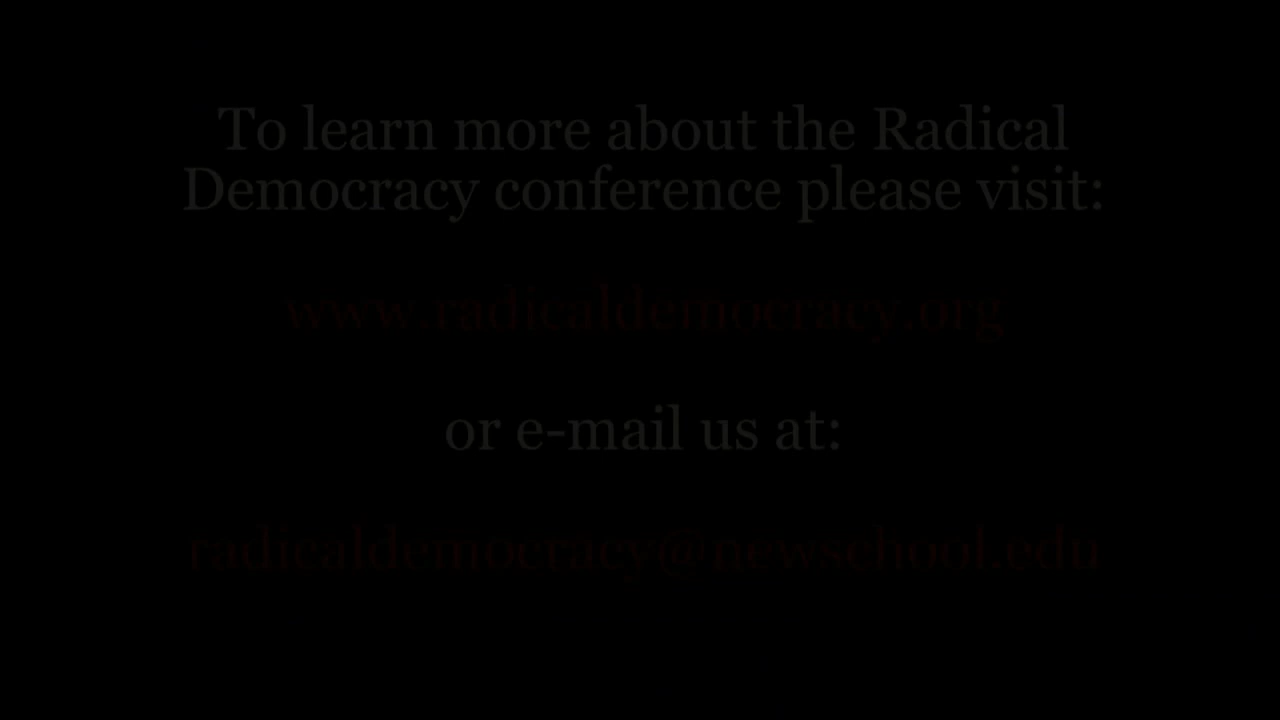 To learn more about the Radical
Democracy conference please visit:
www.radicaldemocracy.org
or e-mail us at:
radicaldemocracy@newschool.edu